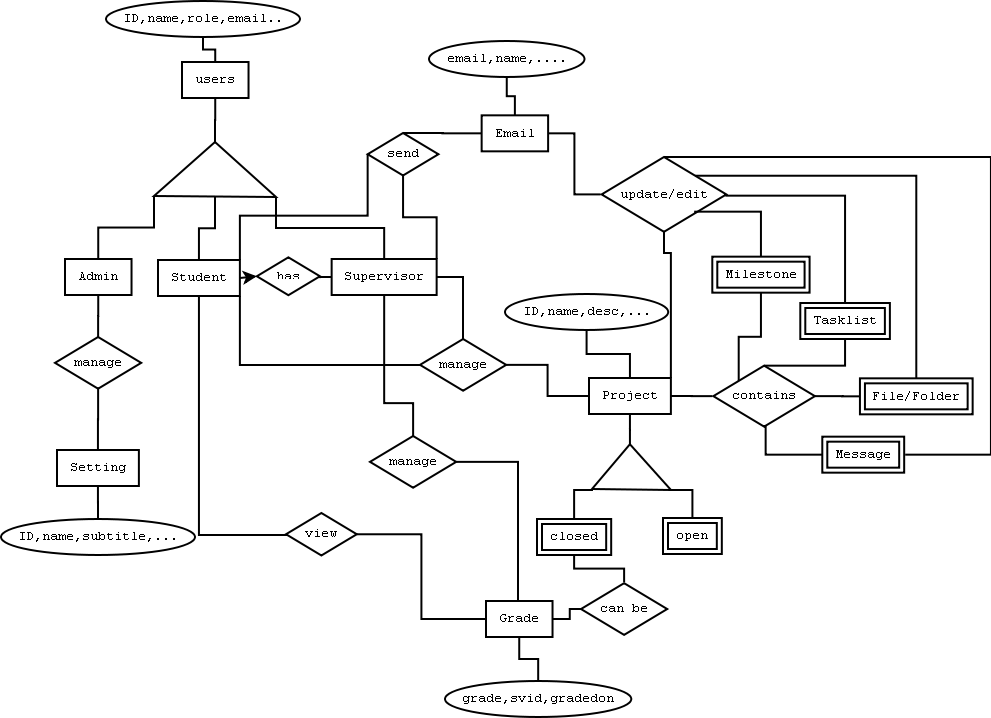 ID,name,role,email..
email,name,....
users
Email
send
update/edit
Admin
Student
has
Supervisor
Milestone
ID,name,desc,...
Tasklist
manage
manage
Project
contains
File/Folder
manage
Message
Setting
ID,name,subtitle,...
view
closed
open
Grade
can be
grade,svid,gradedon